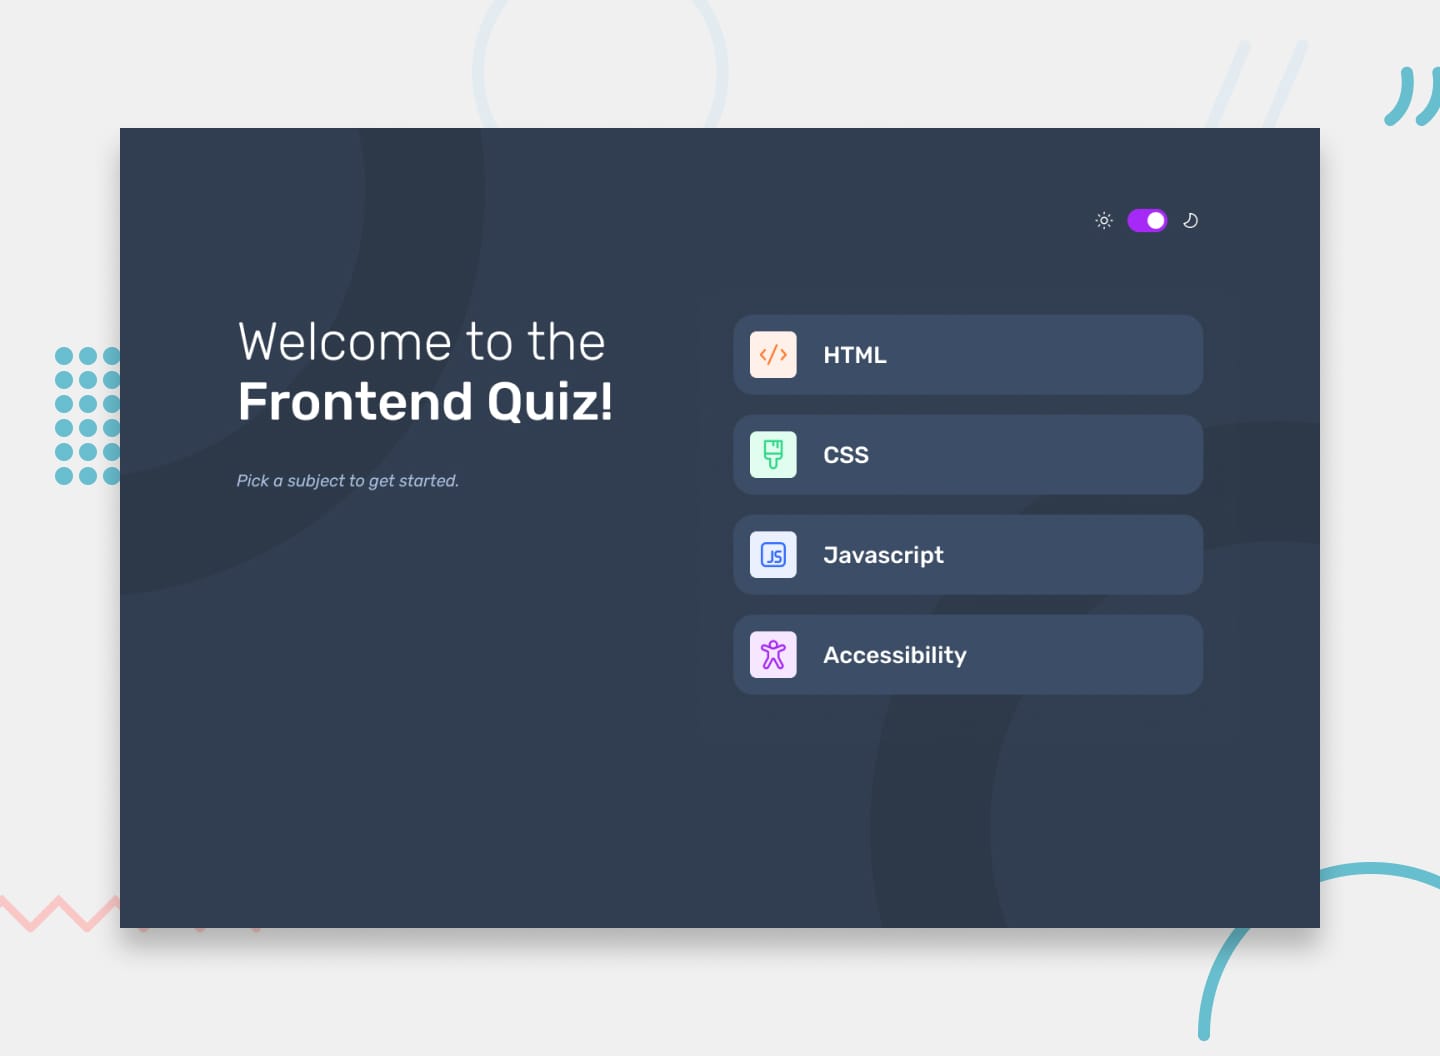 Welcome to the
Frontend Quiz!
Pick a subject to get started.
HTML
CSS
JS
Javascript
Accessibility